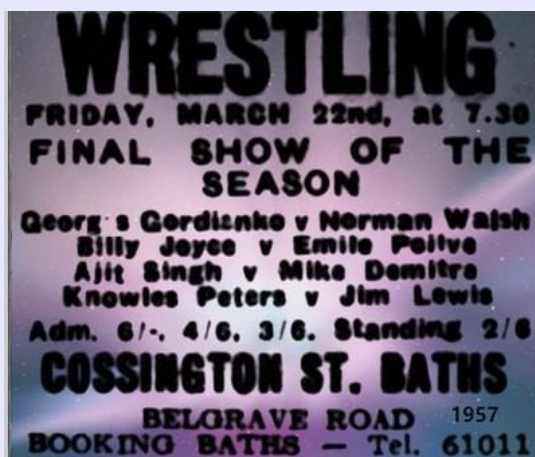 WRESTLING
FRIDAY, MARCH 22nd, at 7.30
FINAL SHOW OF THE
SEASON
Georg s Gordienko v Norman Walsh
Billy Joyce v Emile Poilve
Ajit Singh v Mike Demitre
Knowles Peters v Jim Lewis
Adm. 6/-, 4/6, 3/6. Standing 2/6
COSSINGTON ST. BATHS
BELGRAVE ROAD 1957
BOOKING BATHS — Tel. 61011